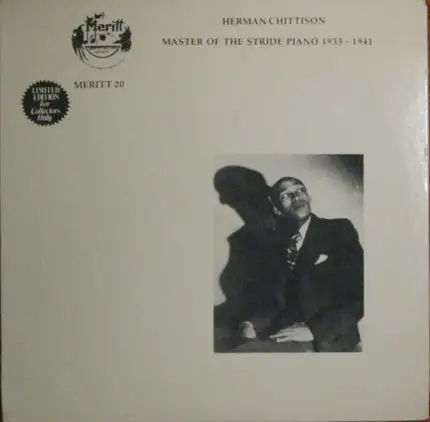 Meritt
HERMAN CHITTISON
MASTER OF THE STRIDE PIANO 1933 - 1941
MERITT 20
LIMITED
EDITION
for
Collectors
Only